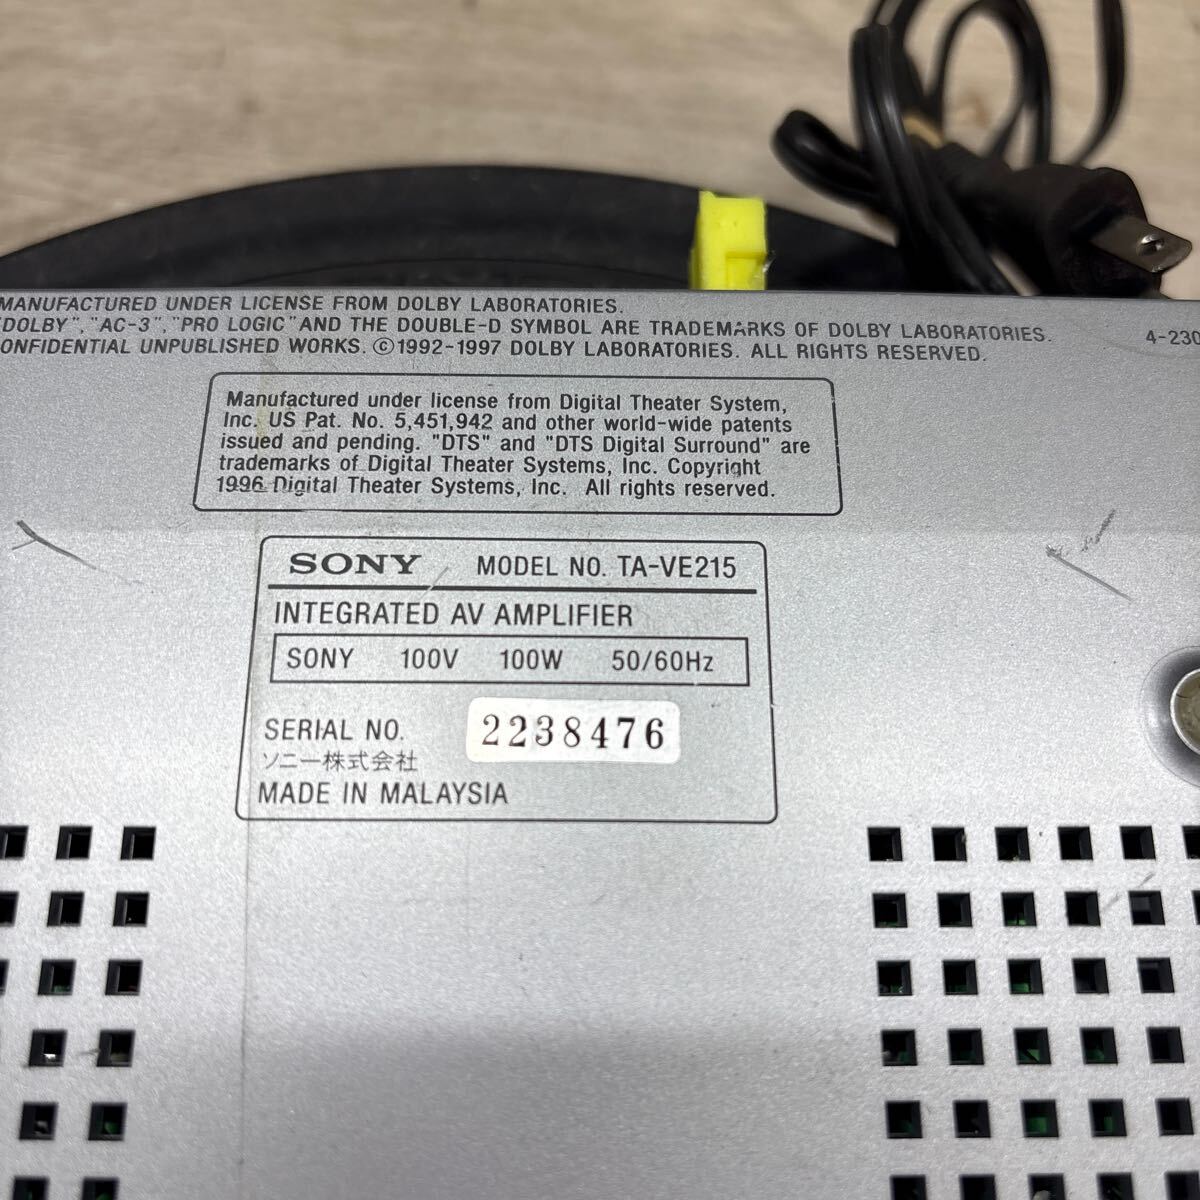 MANUFACTURED UNDER LICENSE FROM DOLBY LABORATORIES.
DOLBY", "AC-3", "PRO LOGIC" AND THE DOUBLE-D SYMBOL ARE TRADEMARKS OF DOLBY LABORATORIES.
ONFIDENTIAL UNPUBLISHED WORKS. ©1992-1997 DOLBY LABORATORIES. ALL RIGHTS RESERVED.
4-230
Manufactured under license from Digital Theater System,
Inc. US Pat. No. 5,451,942 and other world-wide patents
issued and pending. "DTS" and "DTS Digital Surround" are
trademarks of Digital Theater Systems, Inc. Copyright
1996 Digital Theater Systems, Inc. All rights reserved.
SONY MODEL NO. TA-VE215
INTEGRATED AV AMPLIFIER
SONY 100V 100W 50/60Hz
SERIAL NO. 2238476
ソニー株式会社
MADE IN MALAYSIA